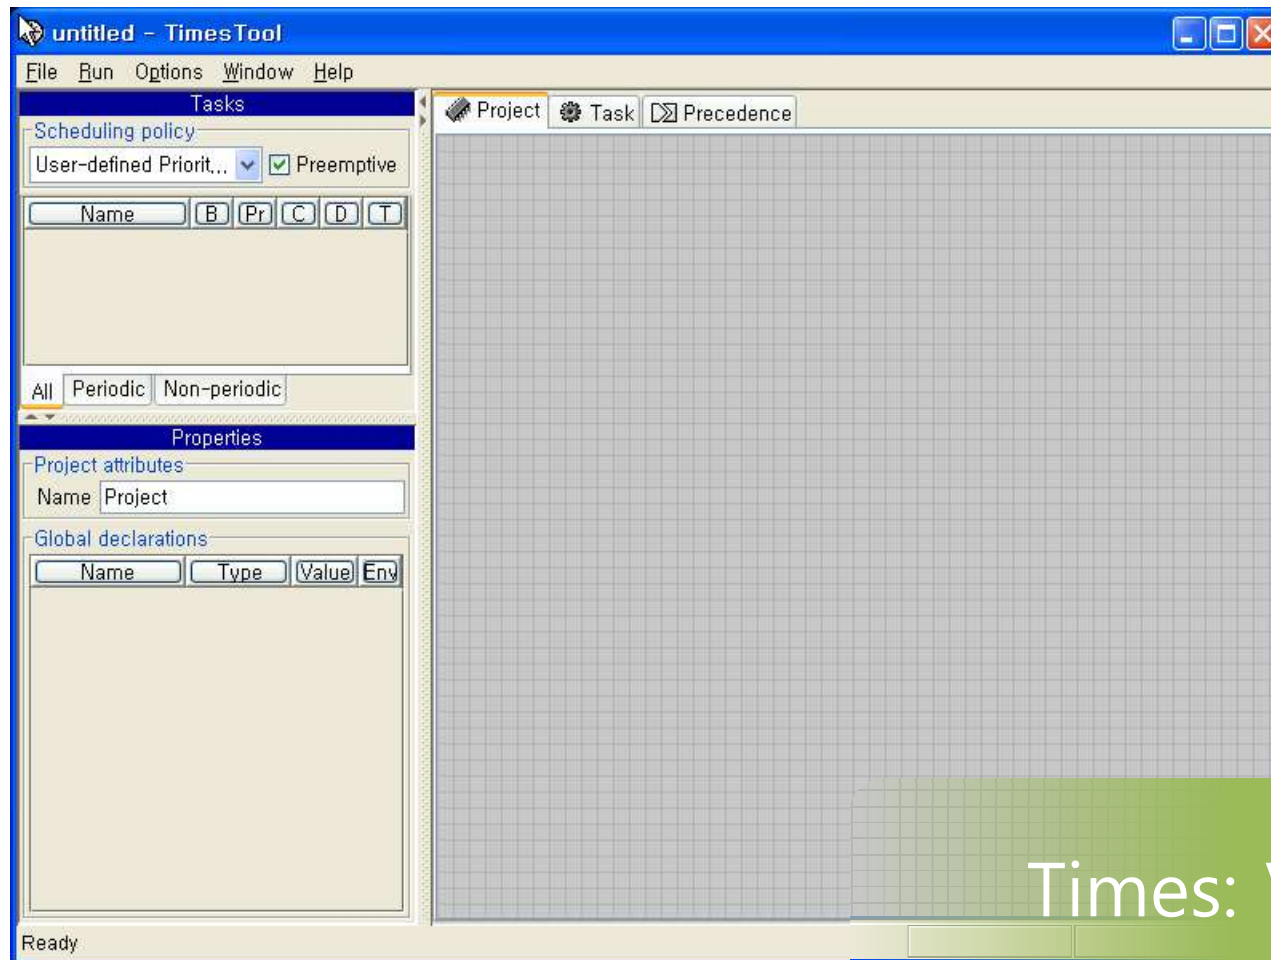 untitled - TimesTool
File Run Options Window Help
Tasks
Scheduling policy
User-defined Priorit... Preemptive
Name B Pr C D T
All Periodic Non-periodic
Properties
Project attributes
Name Project
Global declarations
Name Type Value Env
Project Task Precedence
Times:
Ready